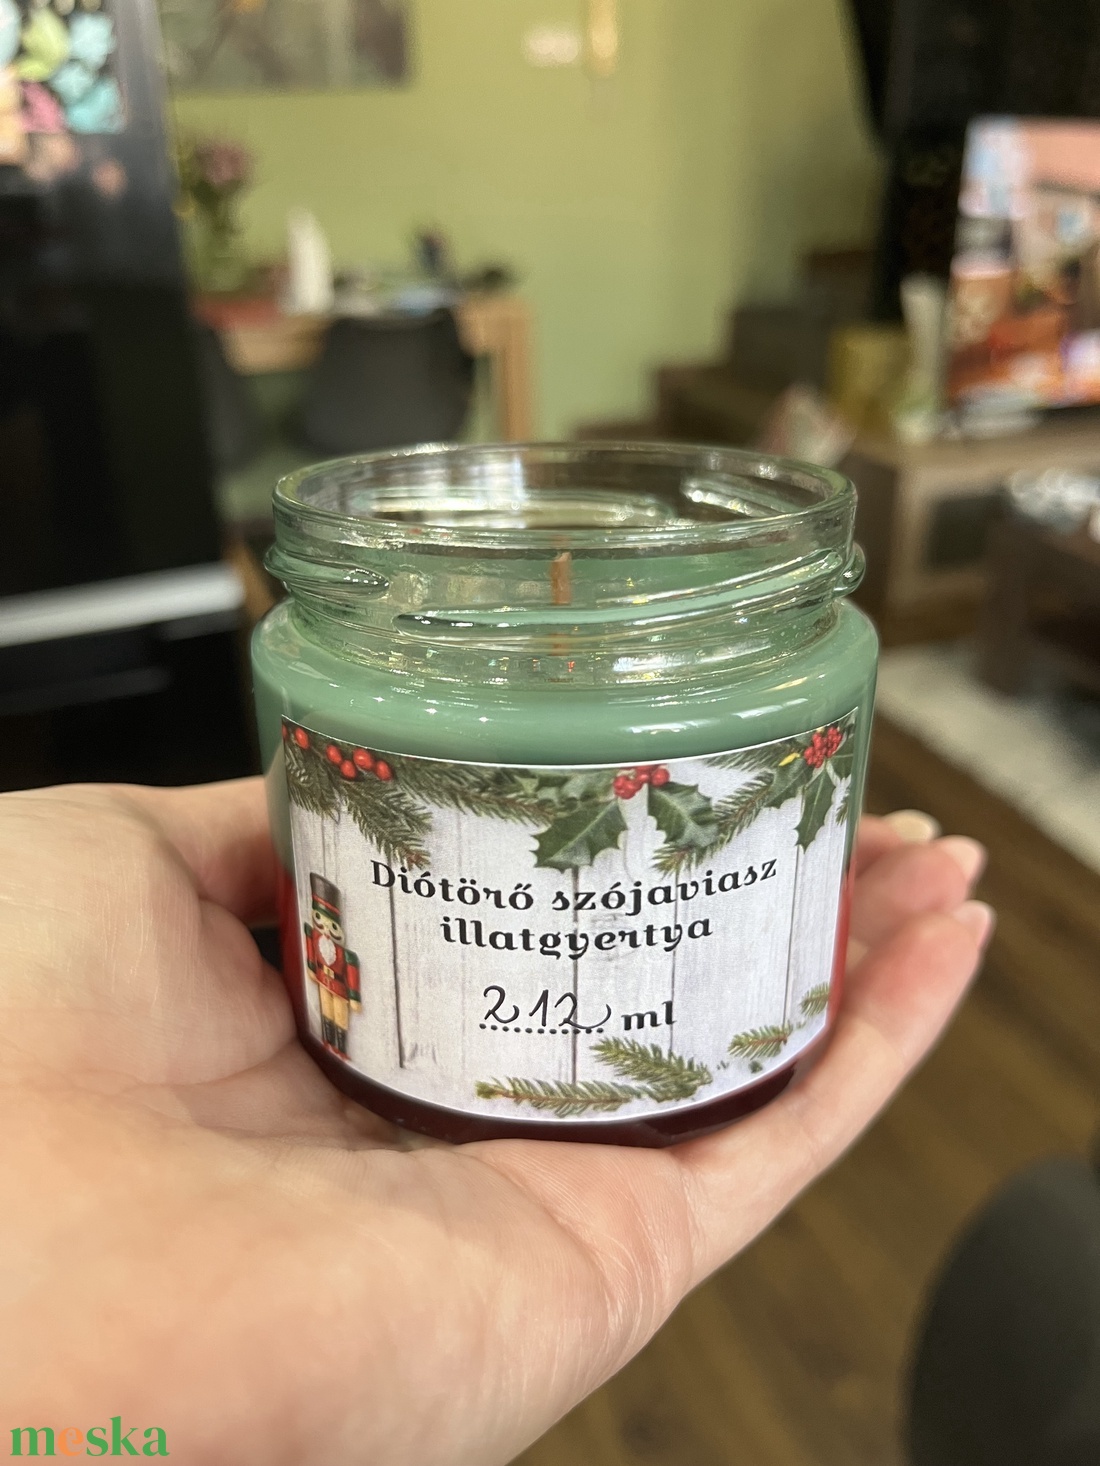 Diótörő szójaviasz
illatgyertya
212 ml
meska